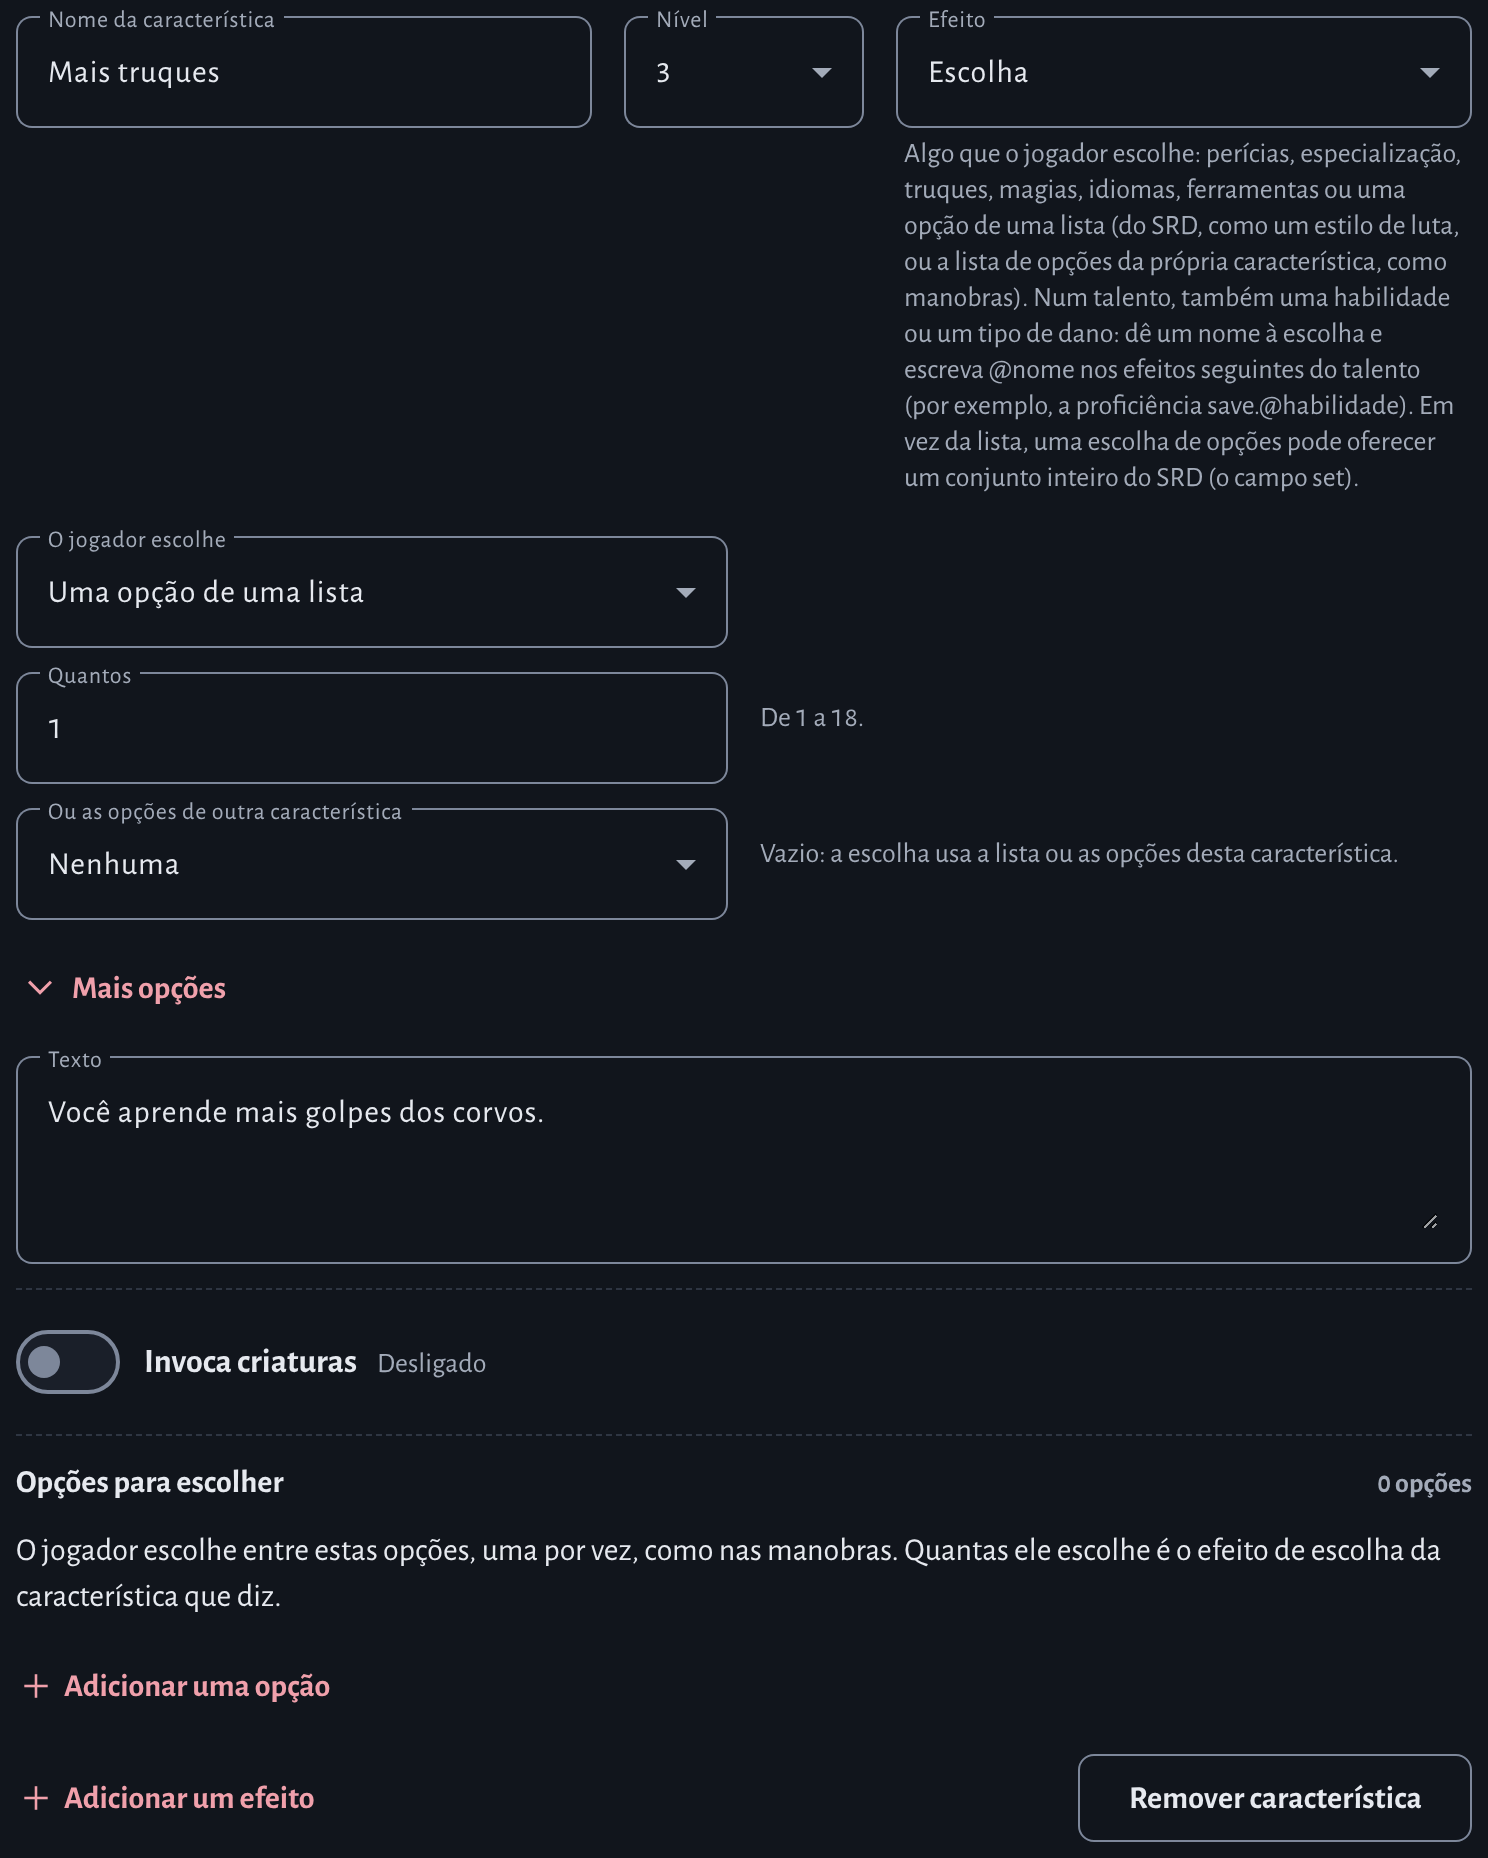 Nome da característica
Mais truques
Nível
3
Efeito
Escolha
Algo que o jogador escolhe: perícias, especialização,
truques, magias, idiomas, ferramentas ou uma
opção de uma lista (do SRD, como um estilo de luta,
ou a lista de opções da própria característica, como
manobras). Num talento, também uma habilidade
ou um tipo de dano: dê um nome à escolha e
escreva @nome nos efeitos seguintes do talento
(por exemplo, a proficiência save.@habilidade). Em
vez da lista, uma escolha de opções pode oferecer
um conjunto inteiro do SRD (o campo set).
O jogador escolhe
Uma opção de uma lista
Quantos
1
De 1 a 18.
Ou as opções de outra característica
Nenhuma
Vazio: a escolha usa a lista ou as opções desta característica.
Mais opções
Texto
Você aprende mais golpes dos corvos.
Invoca criaturas Desligado
Opções para escolher
0 opções
O jogador escolhe entre estas opções, uma por vez, como nas manobras. Quantas ele escolhe é o efeito de escolha da
característica que diz.
Adicionar uma opção
Adicionar um efeito
Remover característica